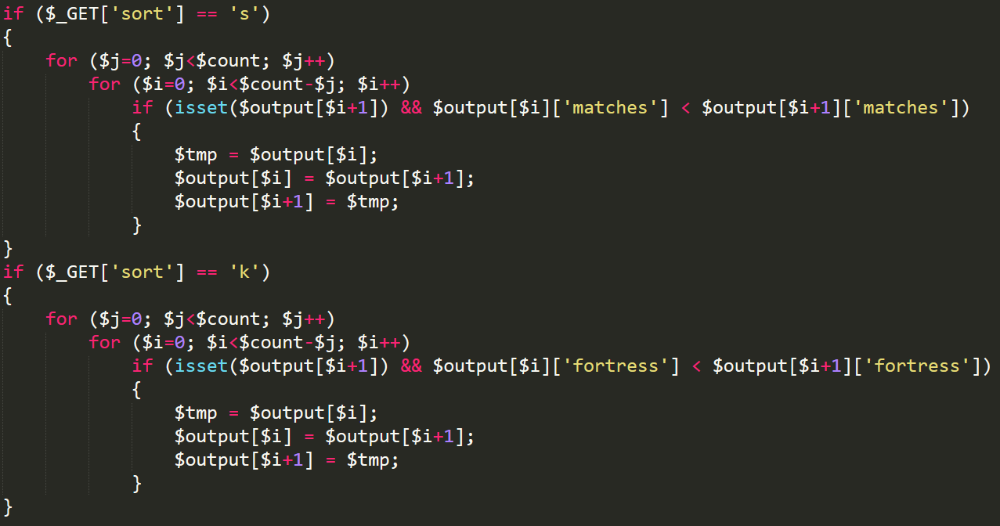 if ($_GET['sort'] == 's')
{
    for ($j=0; $j<$count; $j++)
        for ($i=0; $i<$count-$j; $i++)
            if (isset($output[$i+1]) && $output[$i]['matches'] < $output[$i+1]['matches'])
            {
                $tmp = $output[$i];
                $output[$i] = $output[$i+1];
                $output[$i+1] = $tmp;
            }
}
if ($_GET['sort'] == 'k')
{
    for ($j=0; $j<$count; $j++)
        for ($i=0; $i<$count-$j; $i++)
            if (isset($output[$i+1]) && $output[$i]['fortress'] < $output[$i+1]['fortress'])
            {
                $tmp = $output[$i];
                $output[$i] = $output[$i+1];
                $output[$i+1] = $tmp;
            }
}